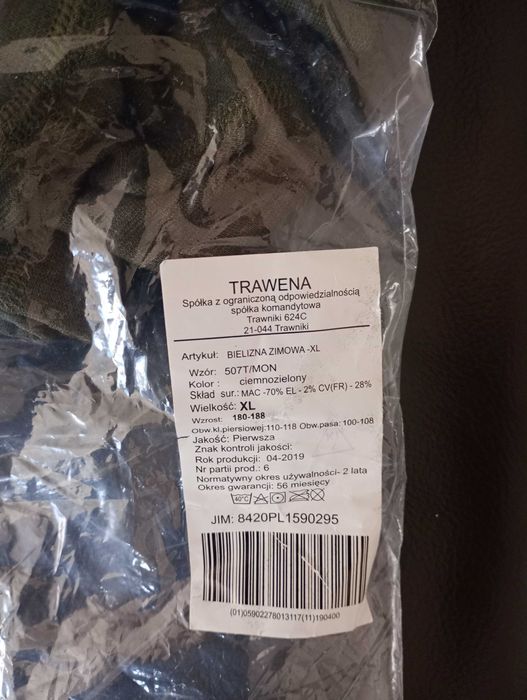 TRAWENA
Spółka z ograniczoną odpowiedzialnością
spółka komandytowa
Trawniki 624C
21-044 Trawniki
Artykuł: BIELIZNA ZIMOWA -XL
Wzór: 507T/MON
Kolor : ciemnozielony
Skład sur.: MAC -70% EL - 2% CV(FR) - 28%
Wielkość: XL
Wzrost: 180-188
Obw.kl.piersiowej:110-118 Obw.pasa: 100-108
Jakość: Pierwsza
Znak kontroli jakości:
Rok produkcji: 04-2019
Nr partii prod.: 6
Normatywny okres używalności- 2 lata
Okres gwarancji: 56 miesięcy
60°C
JIM: 8420PL1590295
(01)05902278013117(11)190400